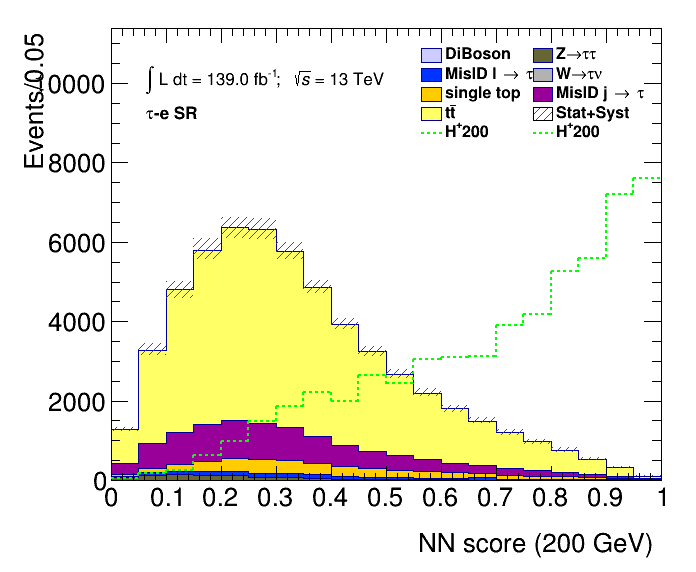 Events/0.05
0000
8000
6000
4000
2000
0
∫ L dt = 139.0 fb⁻¹; √s = 13 TeV
τ-e SR
DiBoson Z→ττ
MisID l → τ W→τν
single top MisID j → τ
tt̄ Stat+Syst
H⁺200 H⁺200
0 0.1 0.2 0.3 0.4 0.5 0.6 0.7 0.8 0.9 1
NN score (200 GeV)